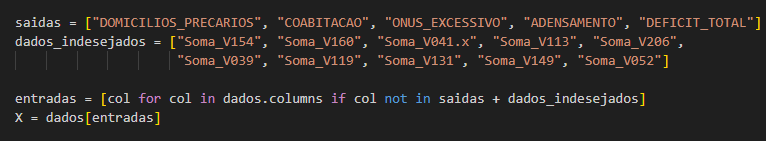 saidas = ["DOMICILIOS_PRECARIOS", "COABITACAO", "ONUS_EXCESSIVO", "ADENSAMENTO", "DEFICIT_TOTAL"]
dados_indesejados = ["Soma_V154", "Soma_V160", "Soma_V041.x", "Soma_V113", "Soma_V206",
"Soma_V039", "Soma_V119", "Soma_V131", "Soma_V149", "Soma_V052"]
entradas = [col for col in dados.columns if col not in saidas + dados_indesejados]
X = dados[entradas]